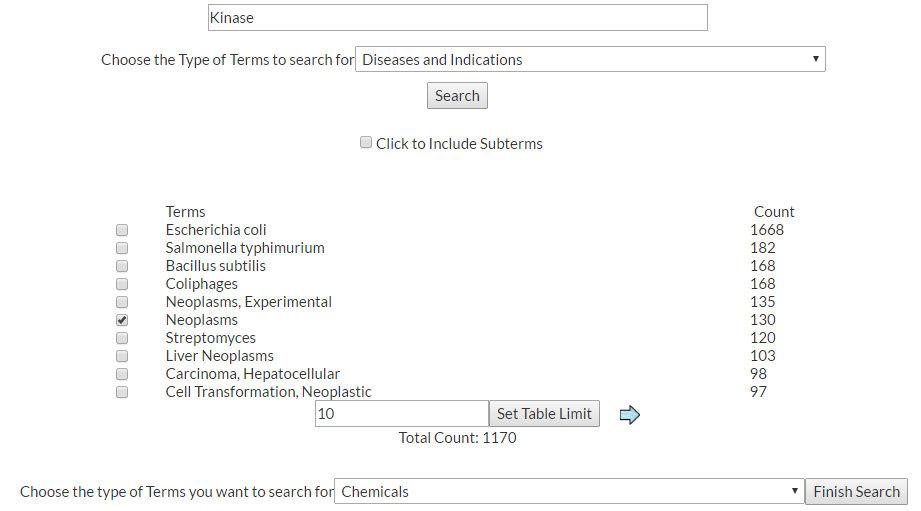 Kinase
Choose the Type of Terms to search for Diseases and Indications
Search
Click to Include Subterms
Terms Count
Escherichia coli 1668
Salmonella typhimurium 182
Bacillus subtilis 168
Coliphages 168
Neoplasms, Experimental 135
Neoplasms 130
Streptomyces 120
Liver Neoplasms 103
Carcinoma, Hepatocellular 98
Cell Transformation, Neoplastic 97
10 Set Table Limit
Total Count: 1170
Choose the type of Terms you want to search for Chemicals Finish Search